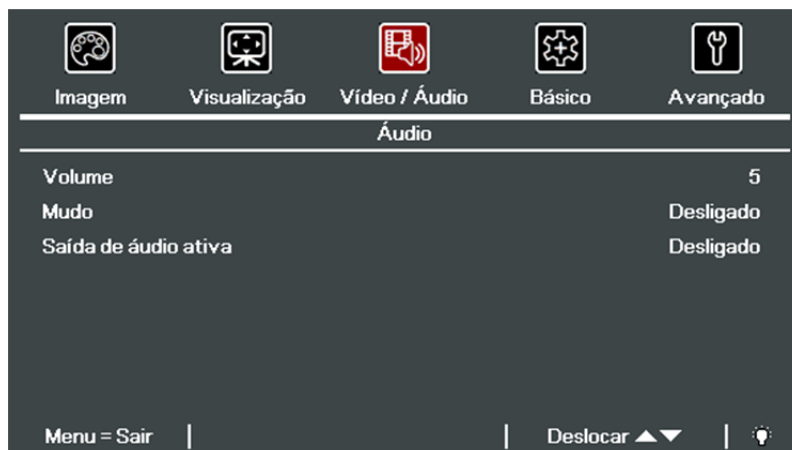 Imagem Visualização Vídeo / Áudio Básico Avançado
Áudio
Volume 5
Mudo Desligado
Saída de áudio ativa Desligado
Menu = Sair Deslocar ▲▼